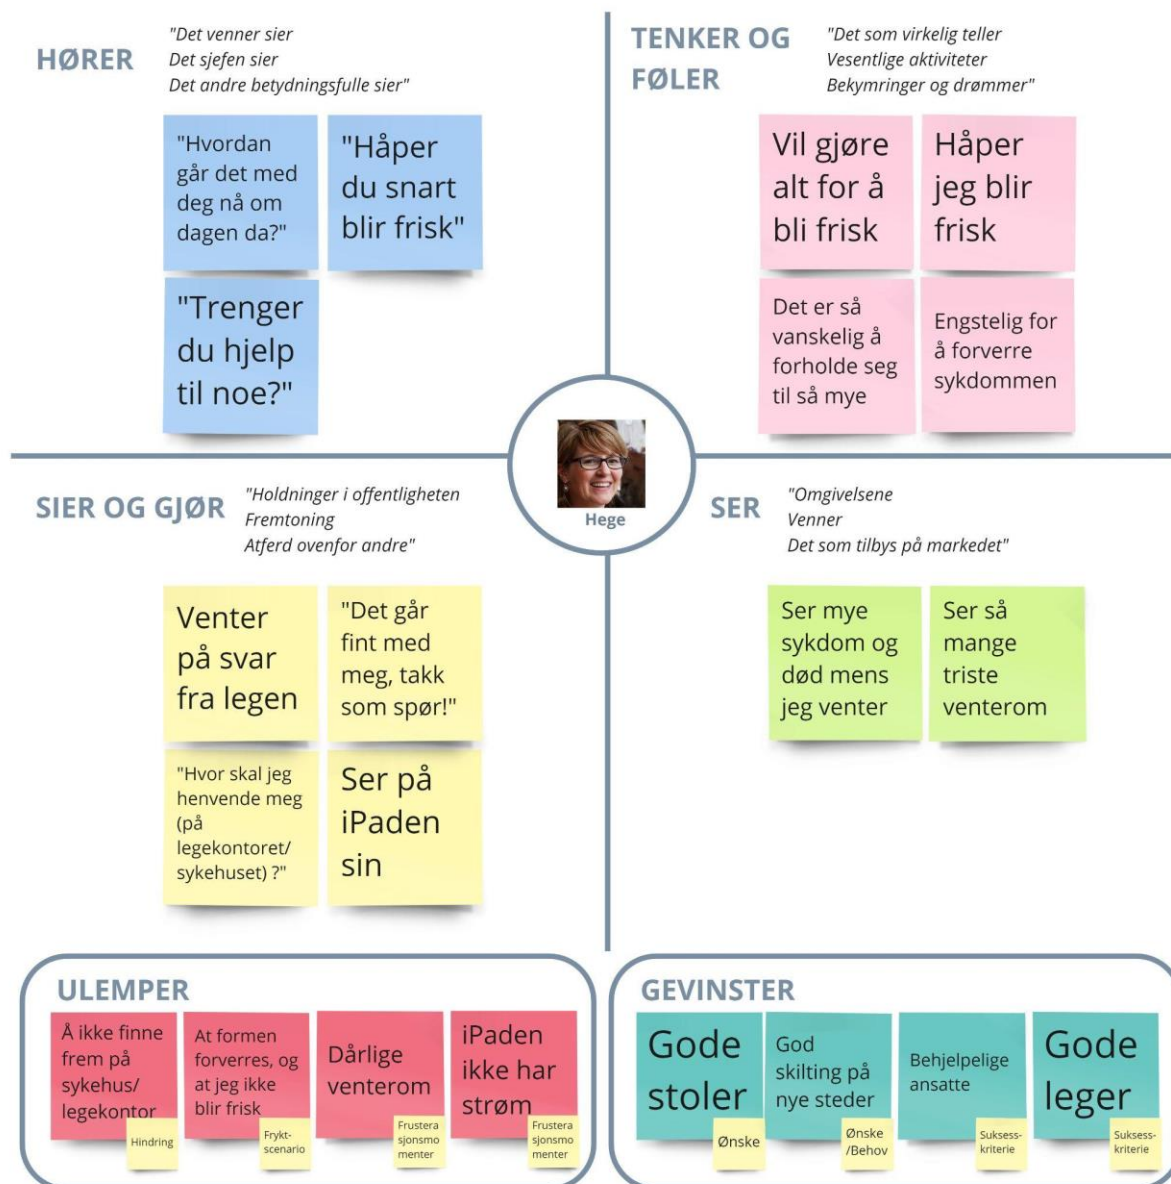 HØRER
"Det venner sier
Det sjefen sier
Det andre betydningsfulle sier"
"Hvordan
går det med
deg nå om
dagen da?"
"Håper
du snart
blir frisk"
"Trenger
du hjelp
til noe?"
TENKER OG
FØLER
"Det som virkelig teller
Vesentlige aktiviteter
Bekymringer og drømmer"
Vil gjøre
alt for å
bli frisk
Håper
jeg blir
frisk
Det er så
vanskelig å
forholde seg
til så mye
Engstelig for
å forverre
sykdommen
Hege
SIER OG GJØR
"Holdninger i offentligheten
Fremtoning
Atferd ovenfor andre"
Venter
på svar
fra legen
"Det går
fint med
meg, takk
som spør!"
"Hvor skal jeg
henvende meg
(på
legekontoret/
sykehuset) ?"
Ser på
iPaden
sin
SER
"Omgivelsene
Venner
Det som tilbys på markedet"
Ser mye
sykdom og
død mens
jeg venter
Ser så
mange
triste
venterom
ULEMPER
Å ikke finne
frem på
sykehus/
legekontor
Hindring
At formen
forverres, og
at jeg ikke
blir frisk
Frykt-
scenario
Dårlige
venterom
Frustera
sjonsmo
menter
iPaden
ikke har
strøm
Frustera
sjonsmo
menter
GEVINSTER
Gode
stoler
Ønske
God
skilting på
nye steder
Ønske
/Behov
Behjelpelige
ansatte
Suksess-
kriterie
Gode
leger
Suksess-
kriterie